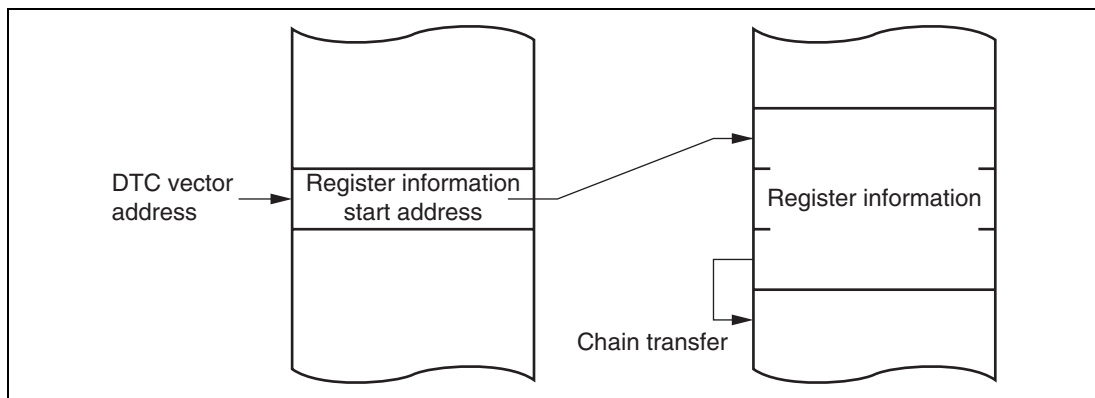 DTC vector
address
Register information
start address
Register information
Chain transfer